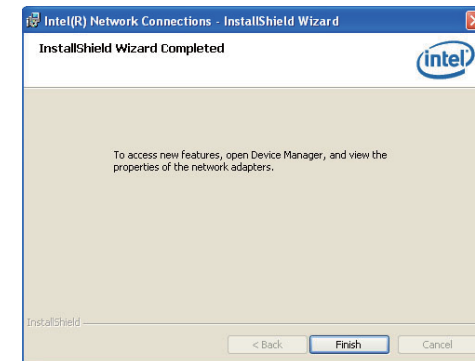 Intel(R) Network Connections - InstallShield Wizard
InstallShield Wizard Completed
intel
To access new features, open Device Manager, and view the
properties of the network adapters.
InstallShield
< Back
Finish
Cancel